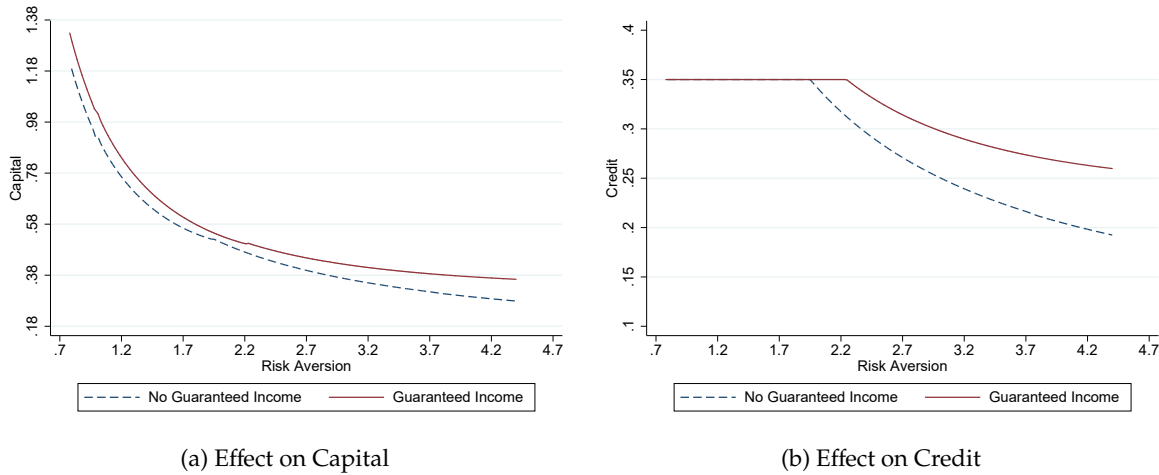 1.38
1.18
.98
.78
.58
.38
.18
Capital
.7 1.2 1.7 2.2 2.7 3.2 3.7 4.2 4.7
Risk Aversion
No Guaranteed Income Guaranteed Income
(a) Effect on Capital
.4
.35
.3
.25
.2
.15
.1
Credit
.7 1.2 1.7 2.2 2.7 3.2 3.7 4.2 4.7
Risk Aversion
No Guaranteed Income Guaranteed Income
(b) Effect on Credit